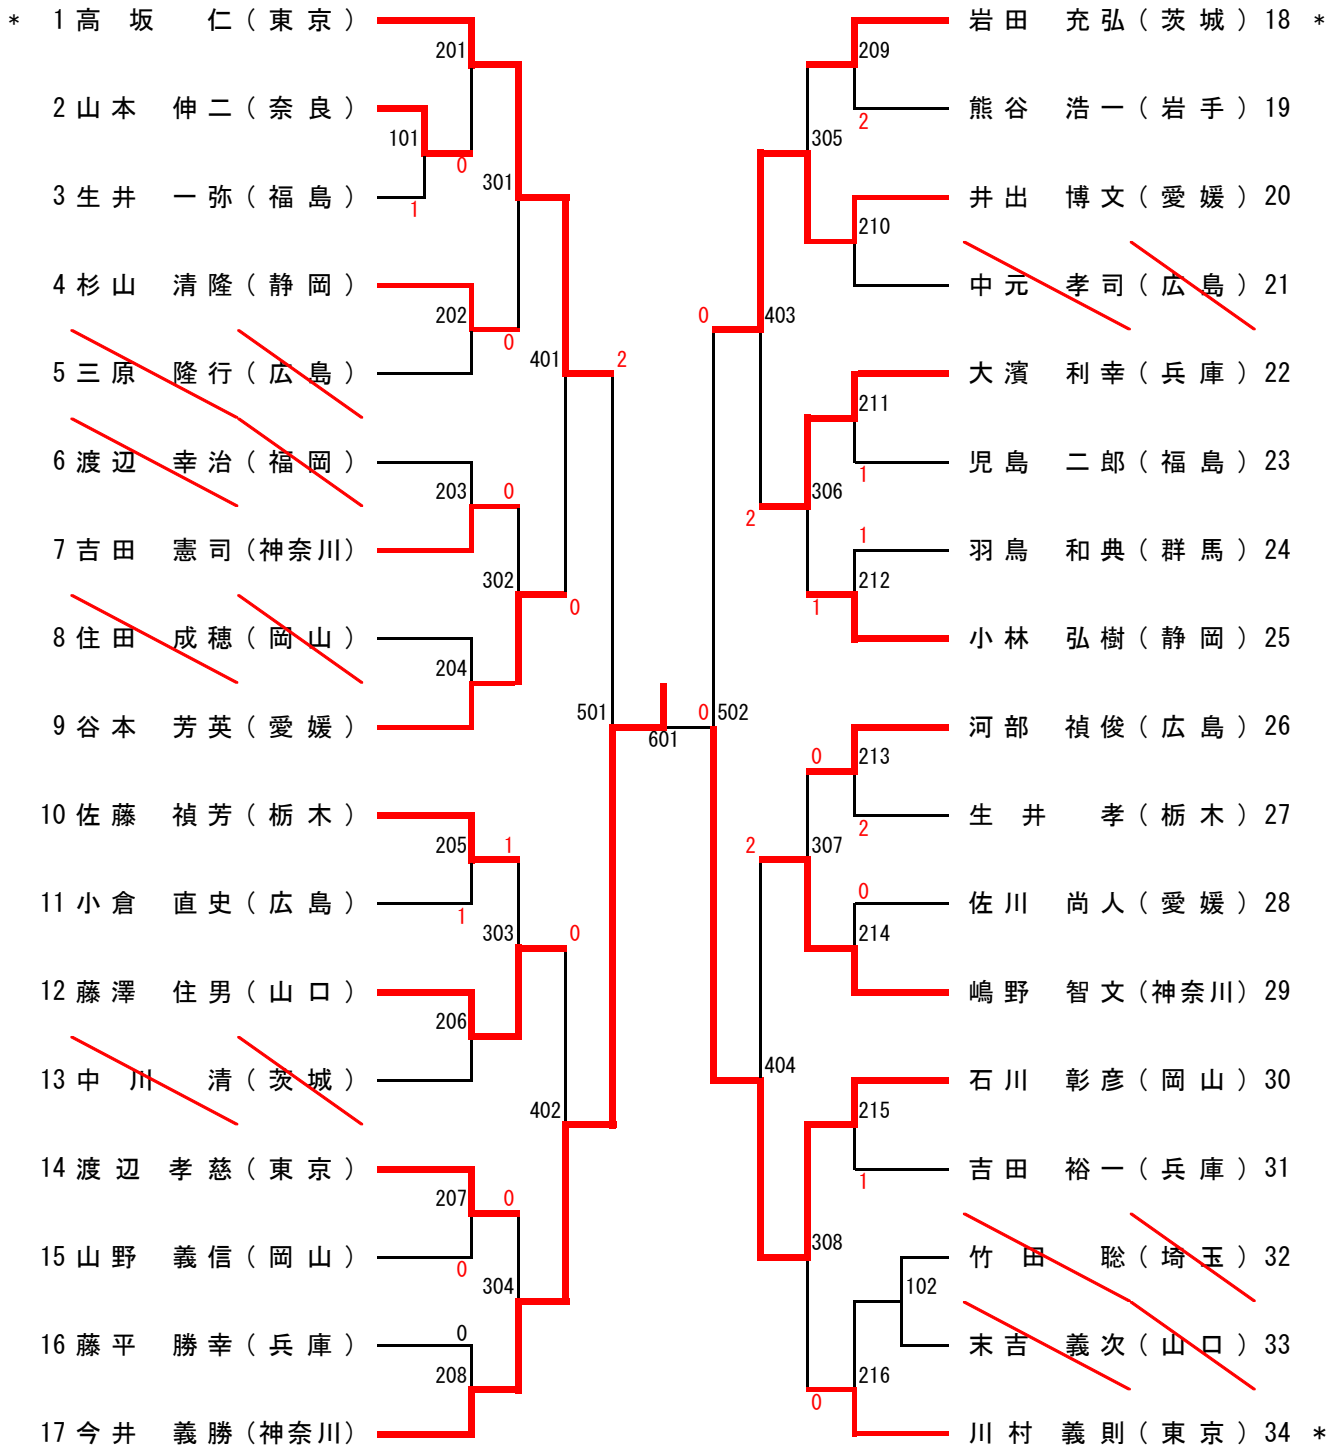 * 1 高坂 仁 (東京)
201
2 山本 伸二 (奈良)
101
0
3 生井 一弥 (福島)
1
301
4 杉山 清隆 (静岡)
202
0
5 三原 隆行 (広島)
401
2
6 渡辺 幸治 (福岡)
203
0
7 吉田 憲司 (神奈川)
302
0
8 住田 成穂 (岡山)
204
9 谷本 芳英 (愛媛)
501
601
10 佐藤 禎芳 (栃木)
205
1
11 小倉 直史 (広島)
1
303
0
12 藤澤 住男 (山口)
206
13 中川 清 (茨城)
402
14 渡辺 孝慈 (東京)
207
0
15 山野 義信 (岡山)
0
304
16 藤平 勝幸 (兵庫)
0
208
17 今井 義勝 (神奈川)
岩田 充弘 (茨城) 18 *
209
熊谷 浩一 (岩手) 19
2
305
井出 博文 (愛媛) 20
210
中元 孝司 (広島) 21
0
403
大濱 利幸 (兵庫) 22
211
児島 二郎 (福島) 23
1
306
2
羽鳥 和典 (群馬) 24
1
212
1
小林 弘樹 (静岡) 25
0
502
河部 禎俊 (広島) 26
0
213
生井 孝 (栃木) 27
2
2
307
佐川 尚人 (愛媛) 28
0
214
嶋野 智文 (神奈川) 29
404
石川 彰彦 (岡山) 30
215
吉田 裕一 (兵庫) 31
1
308
竹田 聡 (埼玉) 32
102
末吉 義次 (山口) 33
216
0
川村 義則 (東京) 34 *